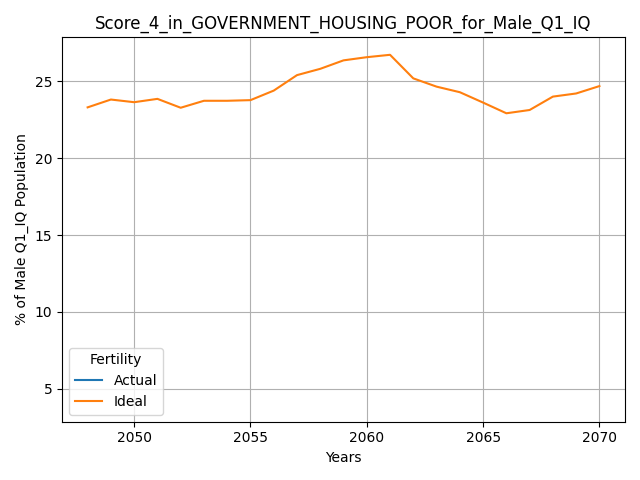 Score_4_in_GOVERNMENT_HOUSING_POOR_for_Male_Q1_IQ
% of Male Q1_IQ Population
25
20
15
10
5
Fertility
Actual
Ideal
2050 2055 2060 2065 2070
Years